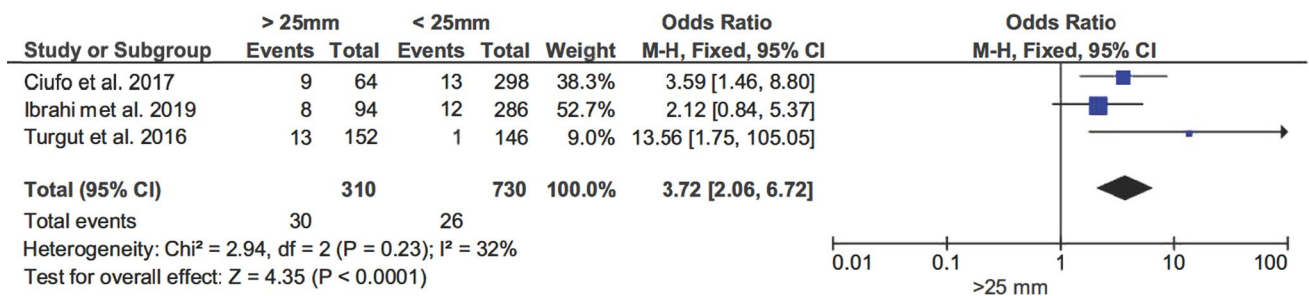 > 25mm < 25mm Odds Ratio Odds Ratio
Study or Subgroup Events Total Events Total Weight M-H, Fixed, 95% CI M-H, Fixed, 95% CI
Ciufo et al. 2017 9 64 13 298 38.3% 3.59 [1.46, 8.80]
Ibrahi met al. 2019 8 94 12 286 52.7% 2.12 [0.84, 5.37]
Turgut et al. 2016 13 152 1 146 9.0% 13.56 [1.75, 105.05]
Total (95% CI) 310 730 100.0% 3.72 [2.06, 6.72]
Total events 30 26
Heterogeneity: Chi² = 2.94, df = 2 (P = 0.23); I² = 32%
Test for overall effect: Z = 4.35 (P < 0.0001)
0.01 0.1 1 10 100
>25 mm